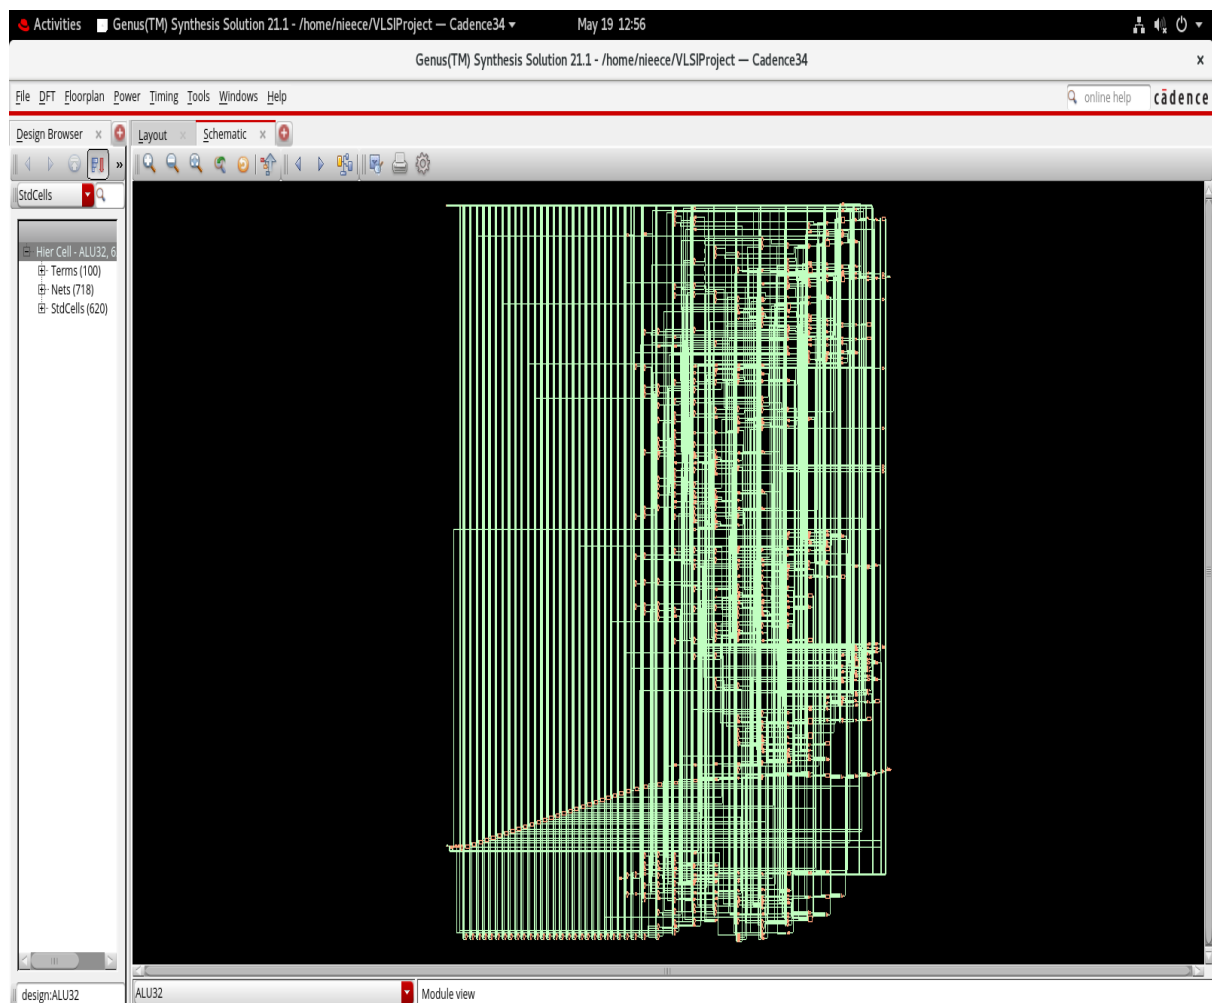 Activities Genus(TM) Synthesis Solution 21.1 - /home/nieece/VLSIProject — Cadence34 May 19 12:56
Genus(TM) Synthesis Solution 21.1 - /home/nieece/VLSIProject — Cadence34 x
File DFT Floorplan Power Timing Tools Windows Help online help cādence
Design Browser x Layout x Schematic x
»
StdCells
Hier Cell - ALU32, 6
Terms (100)
Nets (718)
StdCells (620)
design:ALU32 ALU32 Module view